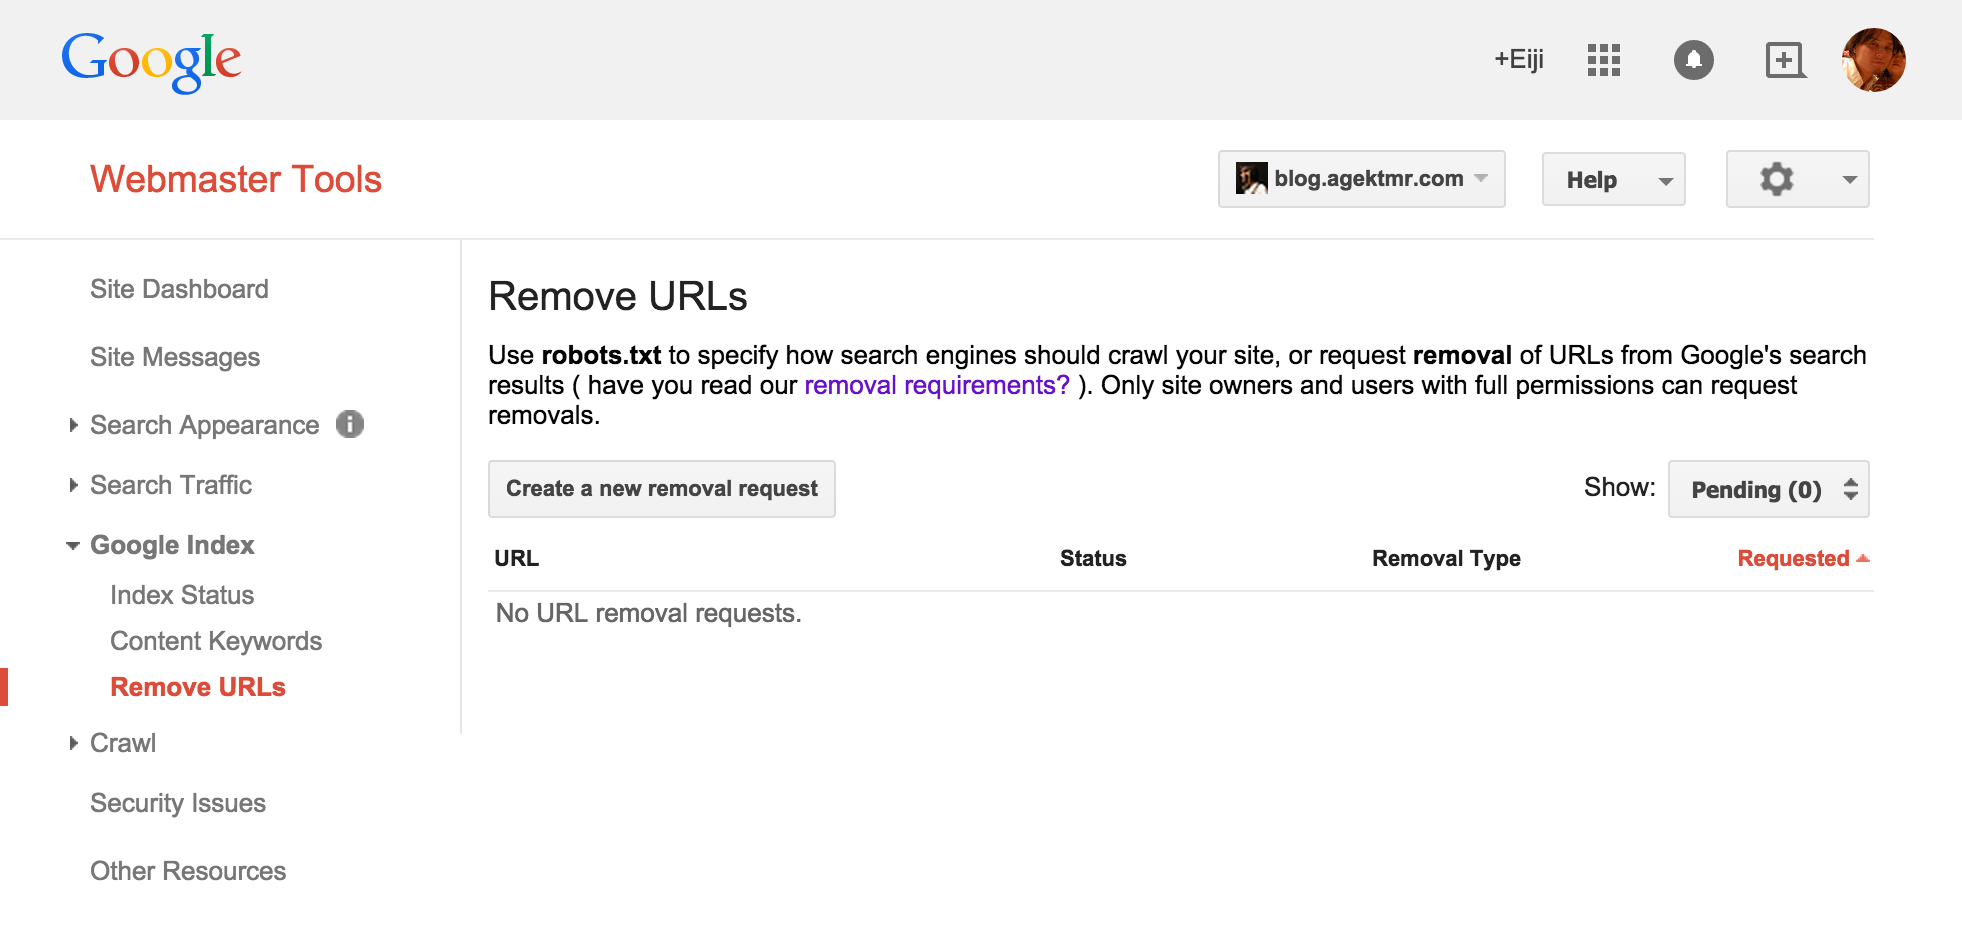 Google
+Eiji
Webmaster Tools
blog.agektmr.com
Help
Site Dashboard
Site Messages
Search Appearance
Search Traffic
Google Index
Index Status
Content Keywords
Remove URLs
Crawl
Security Issues
Other Resources
Remove URLs
Use robots.txt to specify how search engines should crawl your site, or request removal of URLs from Google's search
results ( have you read our removal requirements? ). Only site owners and users with full permissions can request
removals.
Create a new removal request
Show: Pending (0)
URL Status Removal Type Requested
No URL removal requests.